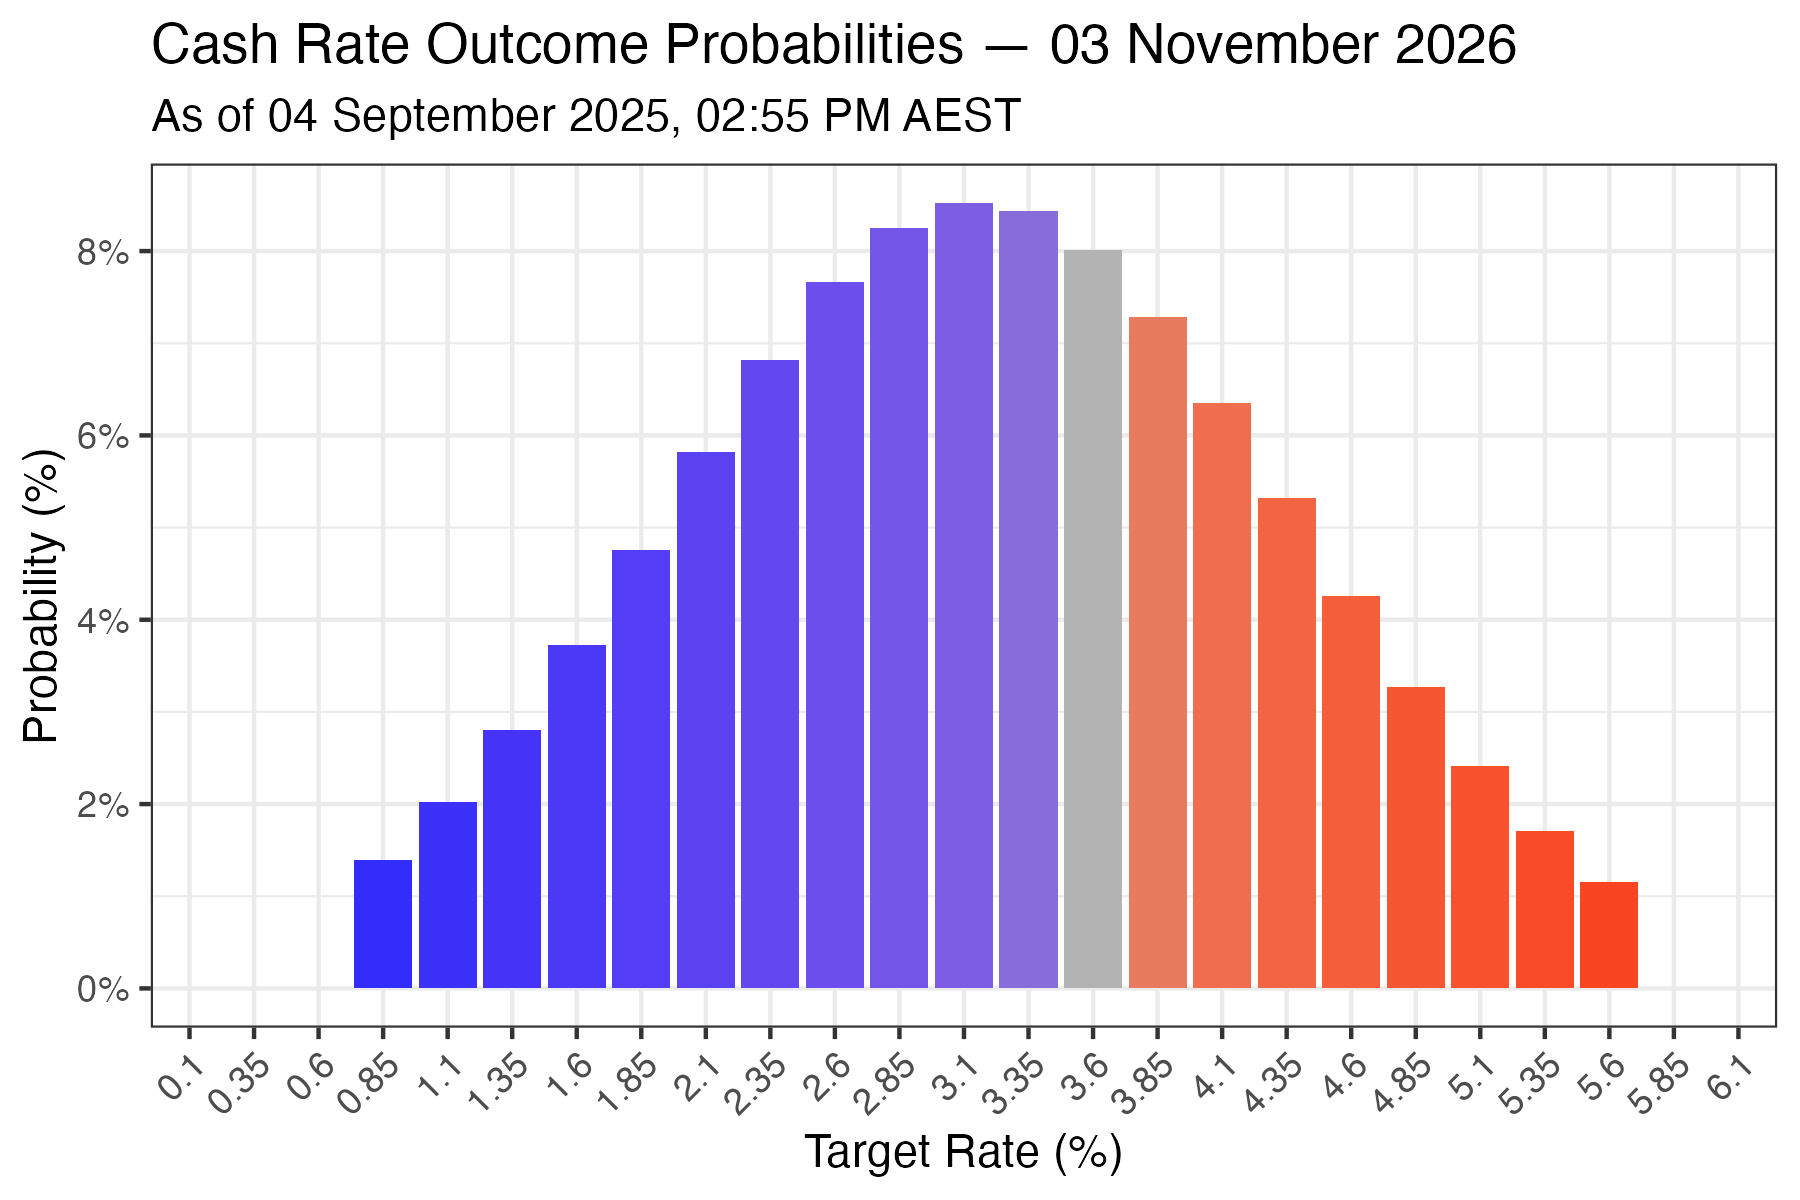 Cash Rate Outcome Probabilities — 03 November 2026
As of 04 September 2025, 02:55 PM AEST
Probability (%)
8%
6%
4%
2%
0%
0.1 0.35 0.6 0.85 1.1 1.35 1.6 1.85 2.1 2.35 2.6 2.85 3.1 3.35 3.6 3.85 4.1 4.35 4.6 4.85 5.1 5.35 5.6 5.85 6.1
Target Rate (%)